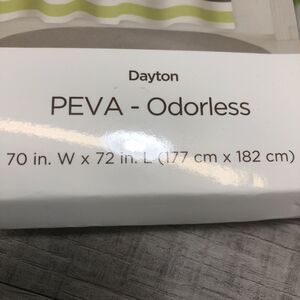 Dayton
PEVA - Odorless
70 in. W x 72 in. L (177 cm x 182 cm)